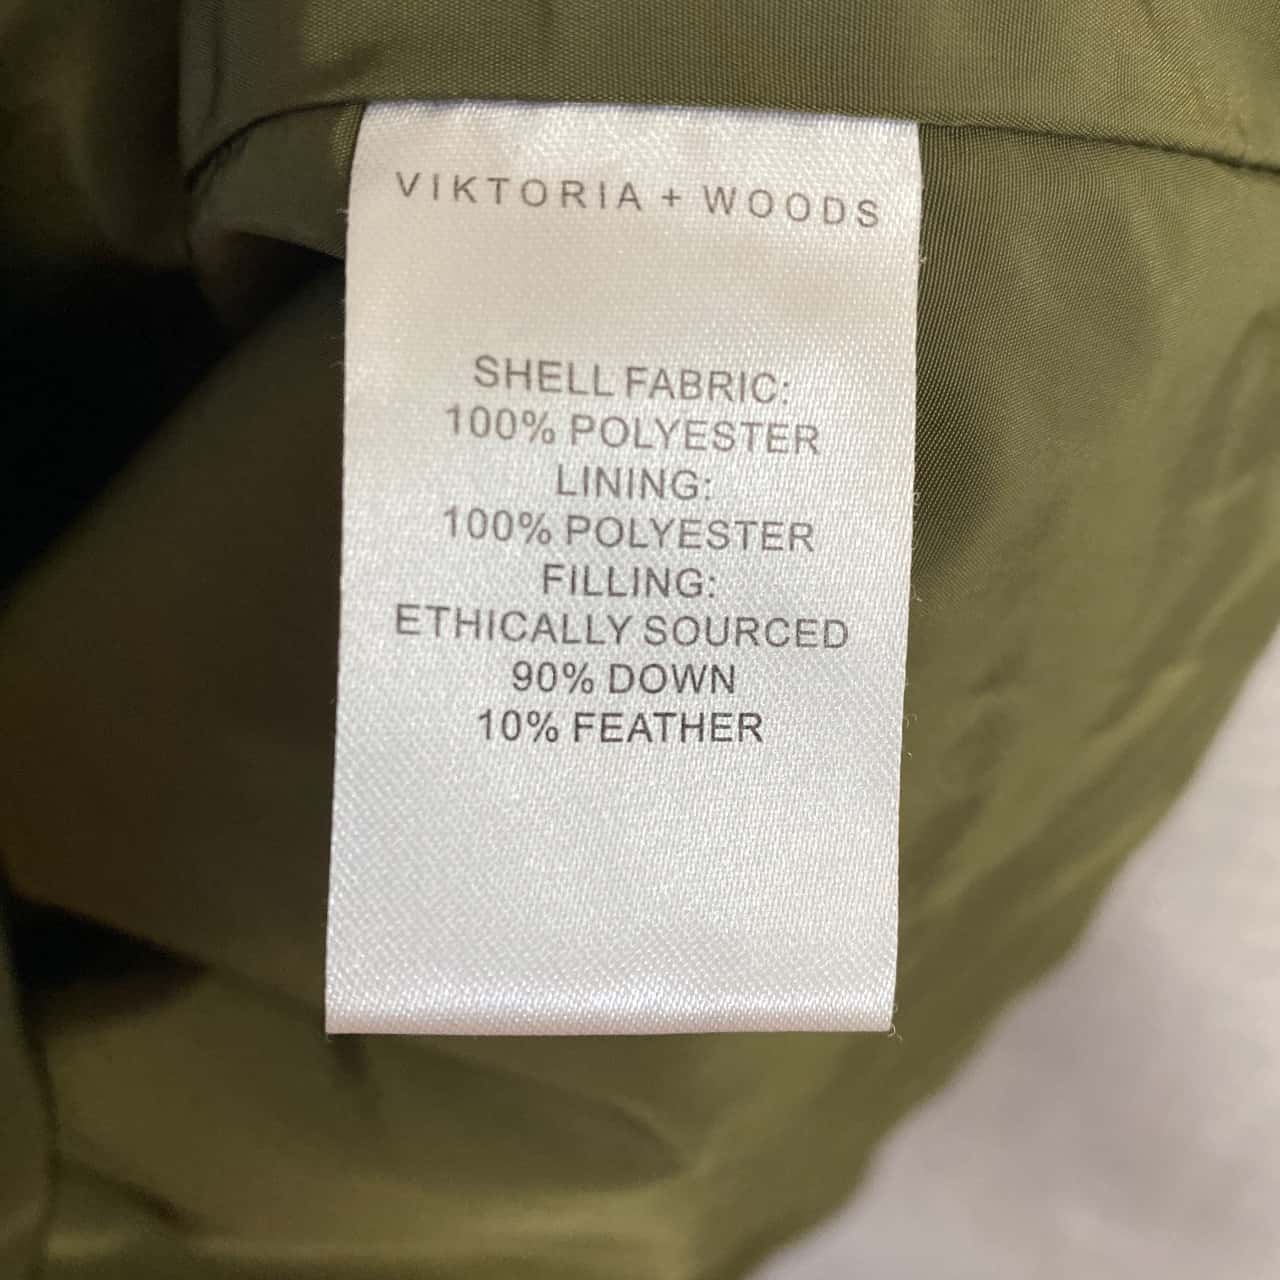 VIKTORIA + WOODS
SHELL FABRIC:
100% POLYESTER
LINING:
100% POLYESTER
FILLING:
ETHICALLY SOURCED
90% DOWN
10% FEATHER